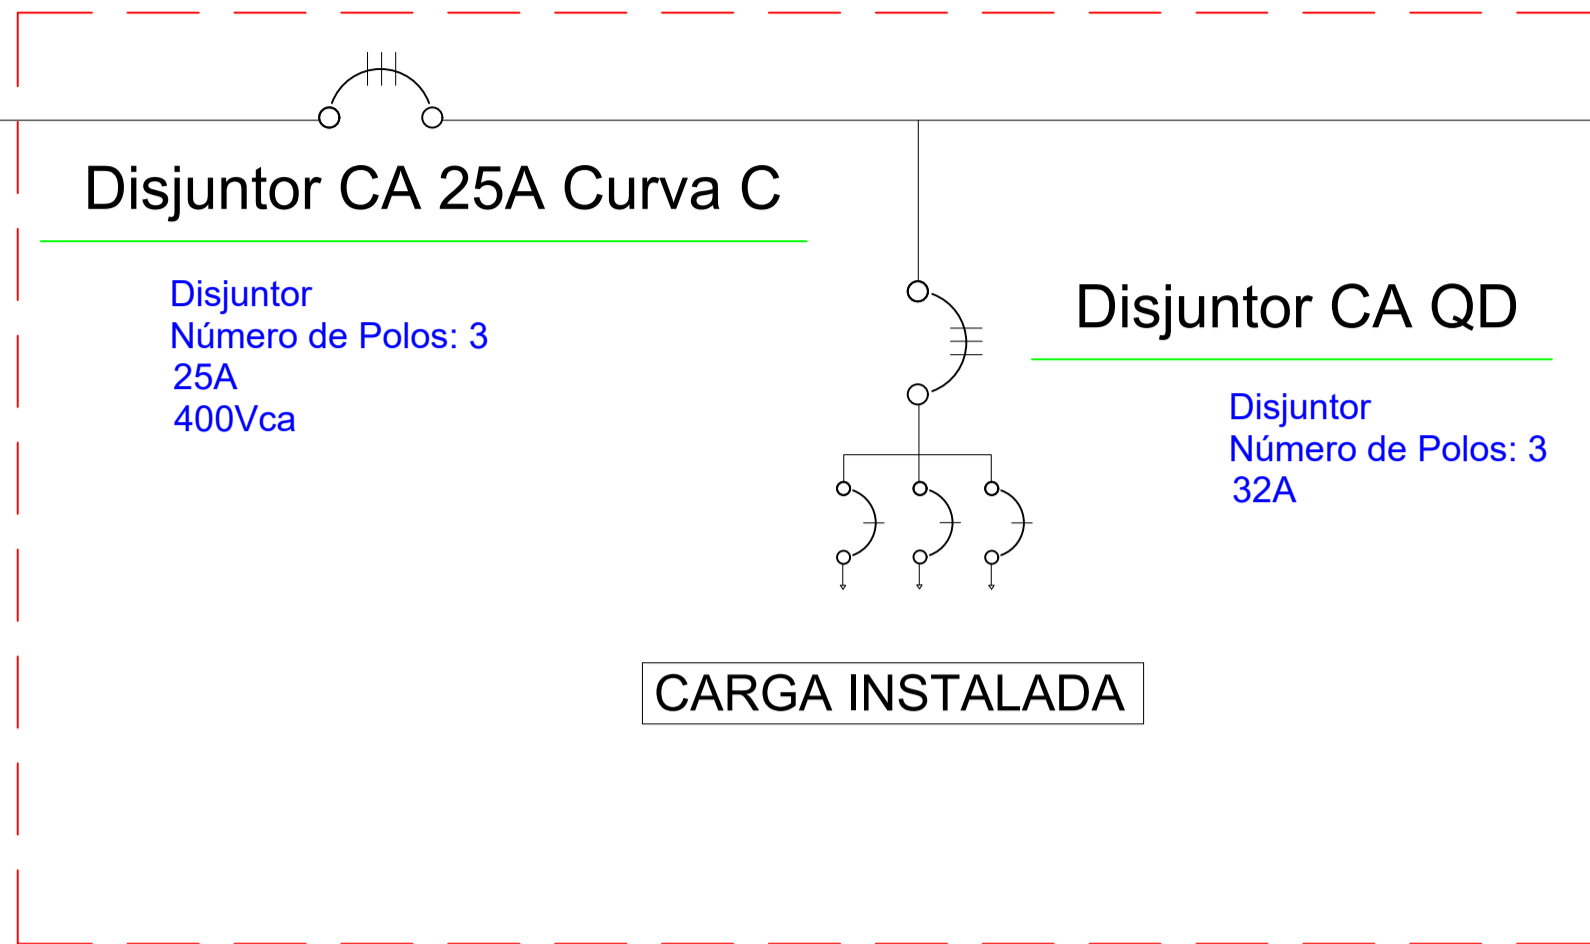 Disjuntor CA 25A Curva C
Disjuntor
Número de Polos: 3
25A
400Vca
Disjuntor CA QD
Disjuntor
Número de Polos: 3
32A
CARGA INSTALADA